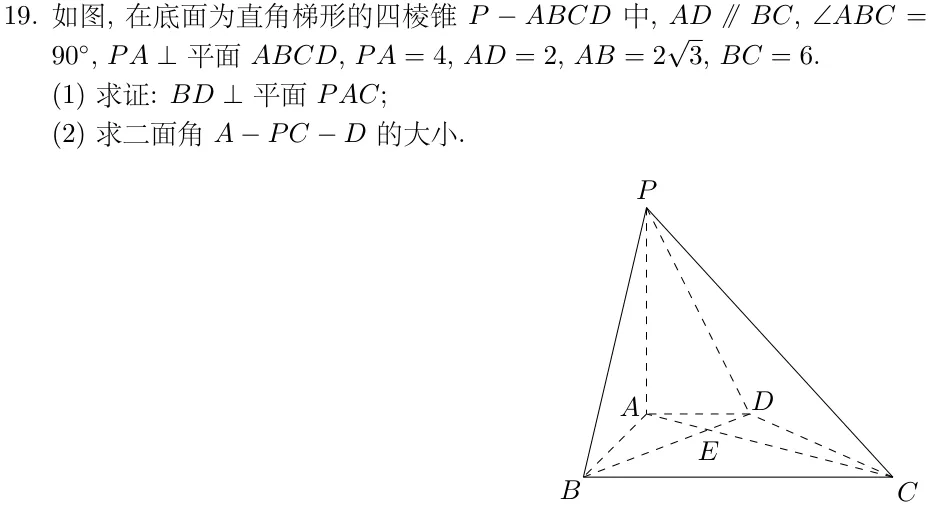 19. 如图, 在底面为直角梯形的四棱锥 P − ABCD 中, AD ∥ BC, ∠ABC =
90°, PA ⊥ 平面 ABCD, PA = 4, AD = 2, AB = 2√3, BC = 6.
(1) 求证: BD ⊥ 平面 PAC;
(2) 求二面角 A − PC − D 的大小.
P
A
D
E
B
C